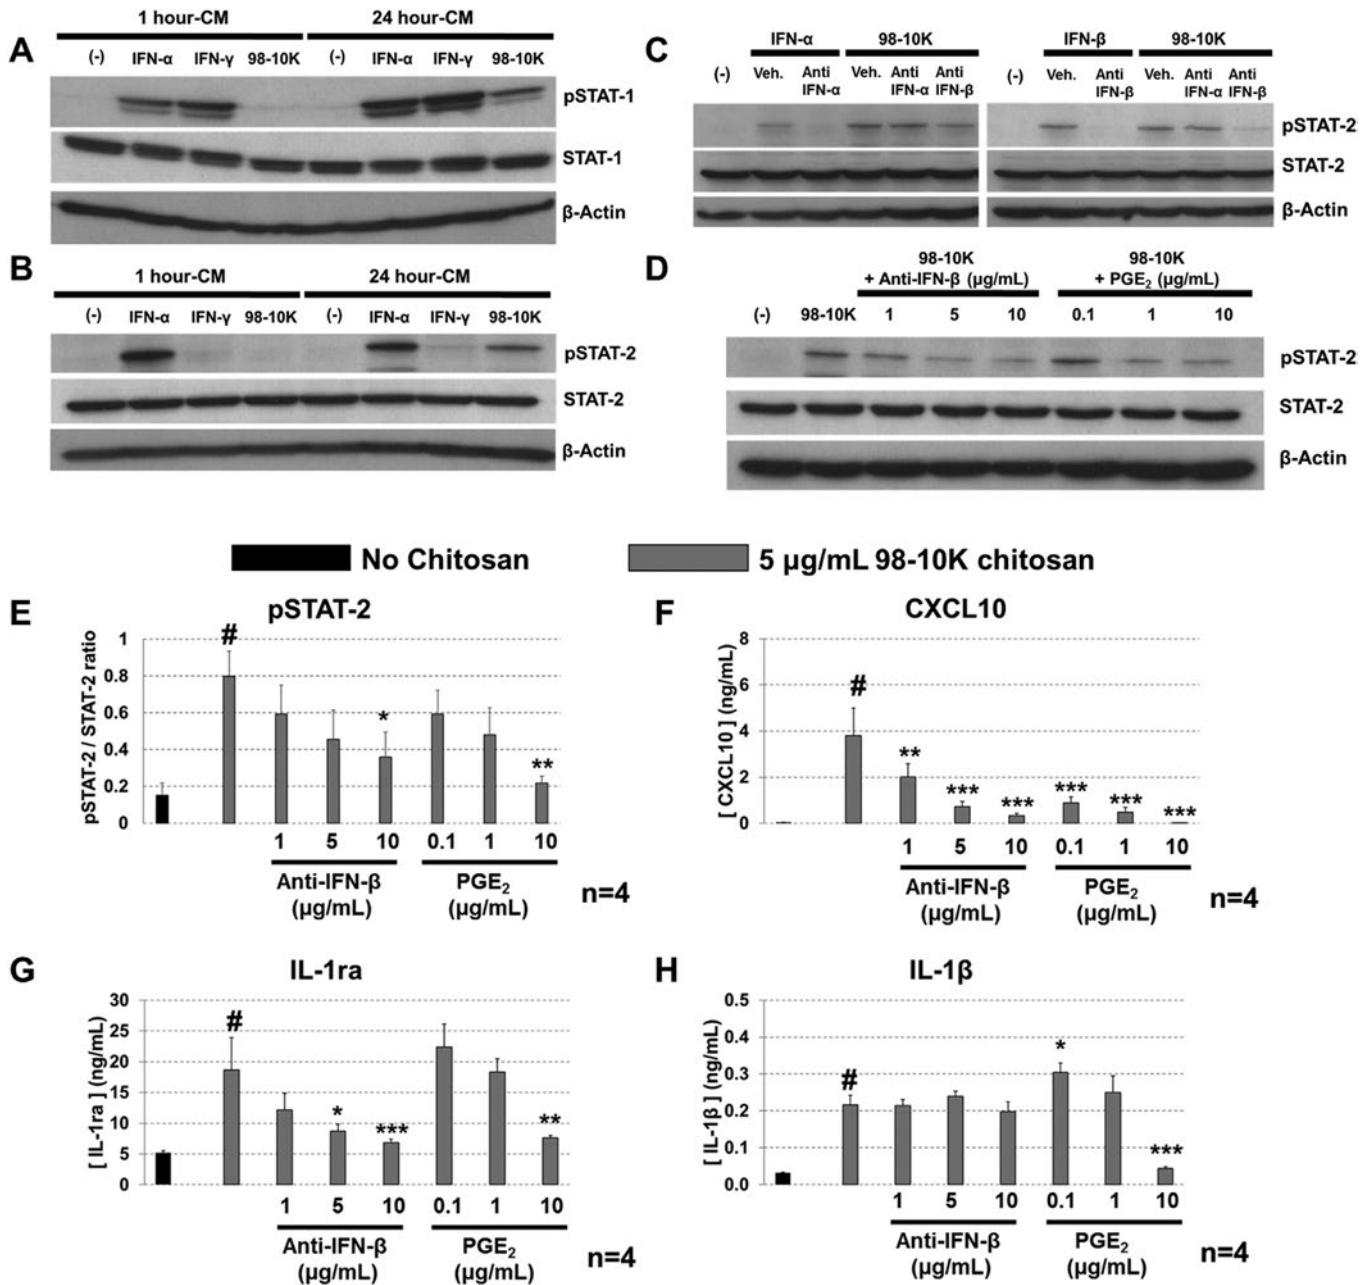 1 hour-CM 24 hour-CM
A (-) IFN-α IFN-γ 98-10K (-) IFN-α IFN-γ 98-10K
pSTAT-1
STAT-1
β-Actin
B 1 hour-CM 24 hour-CM
(-) IFN-α IFN-γ 98-10K (-) IFN-α IFN-γ 98-10K
pSTAT-2
STAT-2
β-Actin
C IFN-α 98-10K IFN-β 98-10K
(-) Veh. Anti IFN-α Veh. Anti IFN-α Anti IFN-β (-) Veh. Anti IFN-β Veh. Anti IFN-α Anti IFN-β
pSTAT-2
STAT-2
β-Actin
D 98-10K 98-10K
+ Anti-IFN-β (µg/mL) + PGE₂ (µg/mL)
(-) 98-10K 1 5 10 0.1 1 10
pSTAT-2
STAT-2
β-Actin
No Chitosan 5 µg/mL 98-10K chitosan
E pSTAT-2
pSTAT-2 / STAT-2 ratio
1
0.8
0.6
0.4
0.2
0
#
*
**
1 5 10 0.1 1 10
Anti-IFN-β PGE₂
(µg/mL) (µg/mL)
n=4
F CXCL10
[ CXCL10 ] (ng/mL)
8
6
4
2
0
#
** *** *** *** *** ***
1 5 10 0.1 1 10
Anti-IFN-β PGE₂
(µg/mL) (µg/mL)
n=4
G IL-1ra
[ IL-1ra ] (ng/mL)
30
25
20
15
10
5
0
#
* *** **
1 5 10 0.1 1 10
Anti-IFN-β PGE₂
(µg/mL) (µg/mL)
n=4
H IL-1β
[ IL-1β ] (ng/mL)
0.5
0.4
0.3
0.2
0.1
0.0
#
* ***
1 5 10 0.1 1 10
Anti-IFN-β PGE₂
(µg/mL) (µg/mL)
n=4